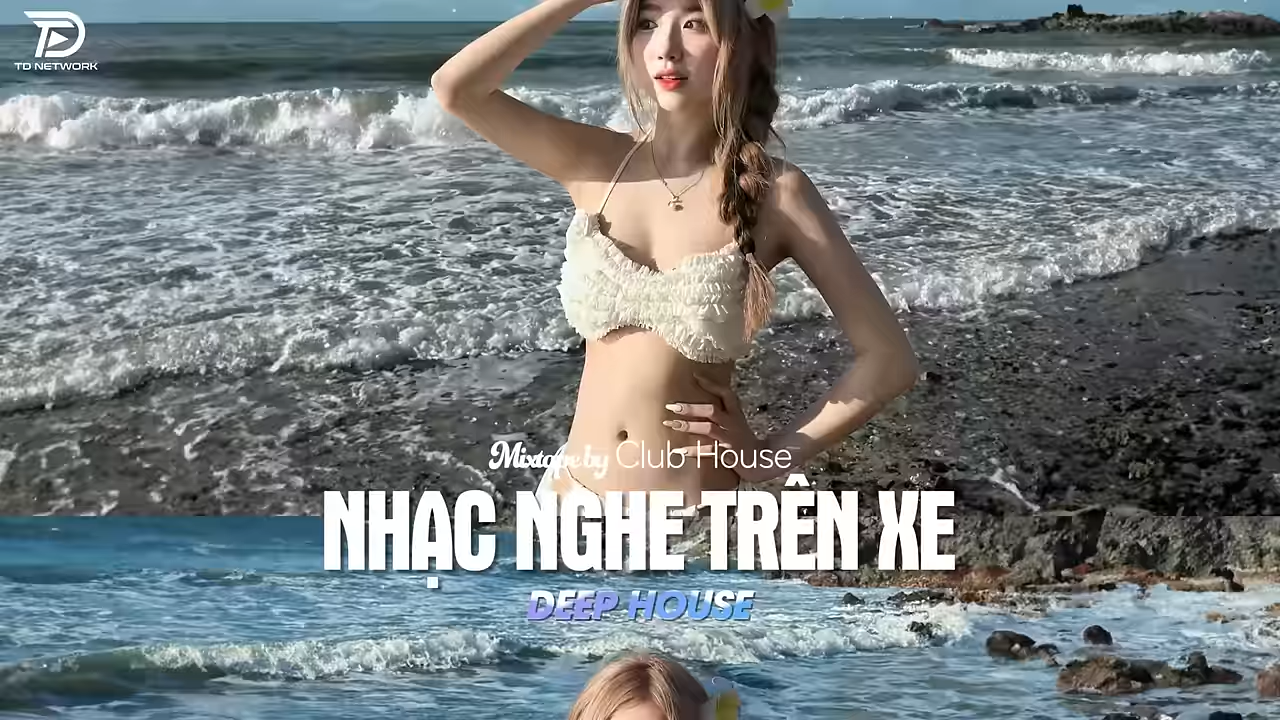 TD NETWORK
Mixtape by Club House
NHẠC NGHE TRÊN XE
DEEP HOUSE